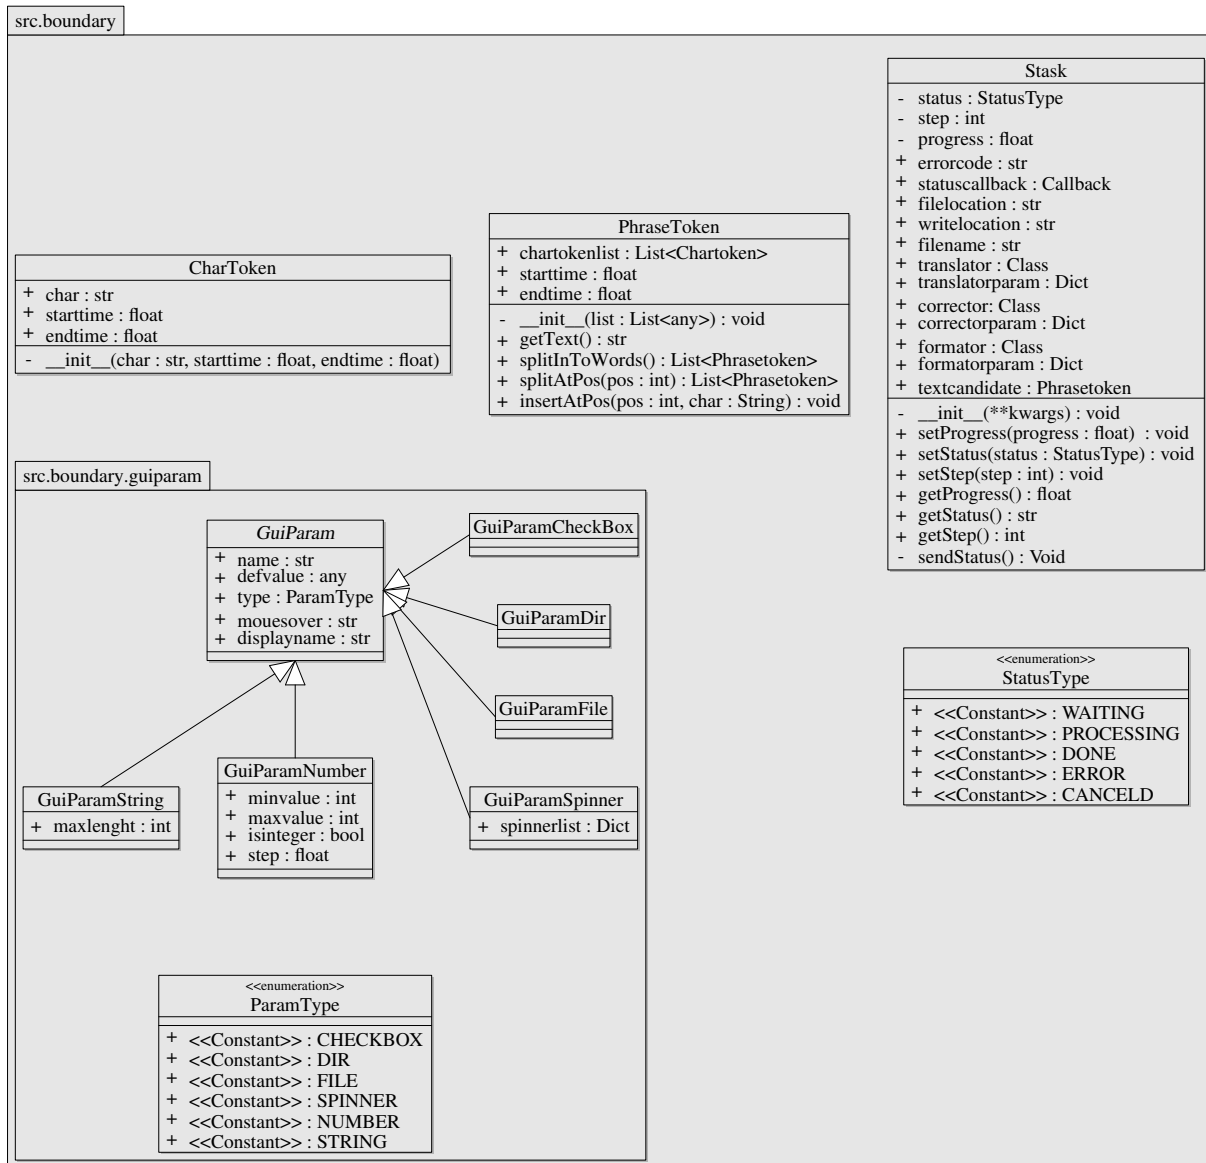 src.boundary
Stask
- status : StatusType
- step : int
- progress : float
+ errorcode : str
+ statuscallback : Callback
+ filelocation : str
+ writelocation : str
+ filename : str
+ translator : Class
+ translatorparam : Dict
+ corrector: Class
+ correctorparam : Dict
+ formator : Class
+ formatorparam : Dict
+ textcandidate : Phrasetoken
- __init__(**kwargs) : void
+ setProgress(progress : float) : void
+ setStatus(status : StatusType) : void
+ setStep(step : int) : void
+ getProgress() : float
+ getStatus() : str
+ getStep() : int
- sendStatus() : Void
PhraseToken
+ chartokenlist : List<Chartoken>
+ starttime : float
+ endtime : float
- __init__(list : List<any>) : void
+ getText() : str
+ splitInToWords() : List<Phrasetoken>
+ splitAtPos(pos : int) : List<Phrasetoken>
+ insertAtPos(pos : int, char : String) : void
CharToken
+ char : str
+ starttime : float
+ endtime : float
- __init__(char : str, starttime : float, endtime : float)
src.boundary.guiparam
GuiParam
+ name : str
+ defvalue : any
+ type : ParamType
+ mouesover : str
+ displayname : str
GuiParamCheckBox
GuiParamDir
GuiParamFile
GuiParamString
+ maxlenght : int
GuiParamNumber
+ minvalue : int
+ maxvalue : int
+ isinteger : bool
+ step : float
GuiParamSpinner
+ spinnerlist : Dict
<<enumeration>>
StatusType
+ <<Constant>> : WAITING
+ <<Constant>> : PROCESSING
+ <<Constant>> : DONE
+ <<Constant>> : ERROR
+ <<Constant>> : CANCELD
<<enumeration>>
ParamType
+ <<Constant>> : CHECKBOX
+ <<Constant>> : DIR
+ <<Constant>> : FILE
+ <<Constant>> : SPINNER
+ <<Constant>> : NUMBER
+ <<Constant>> : STRING